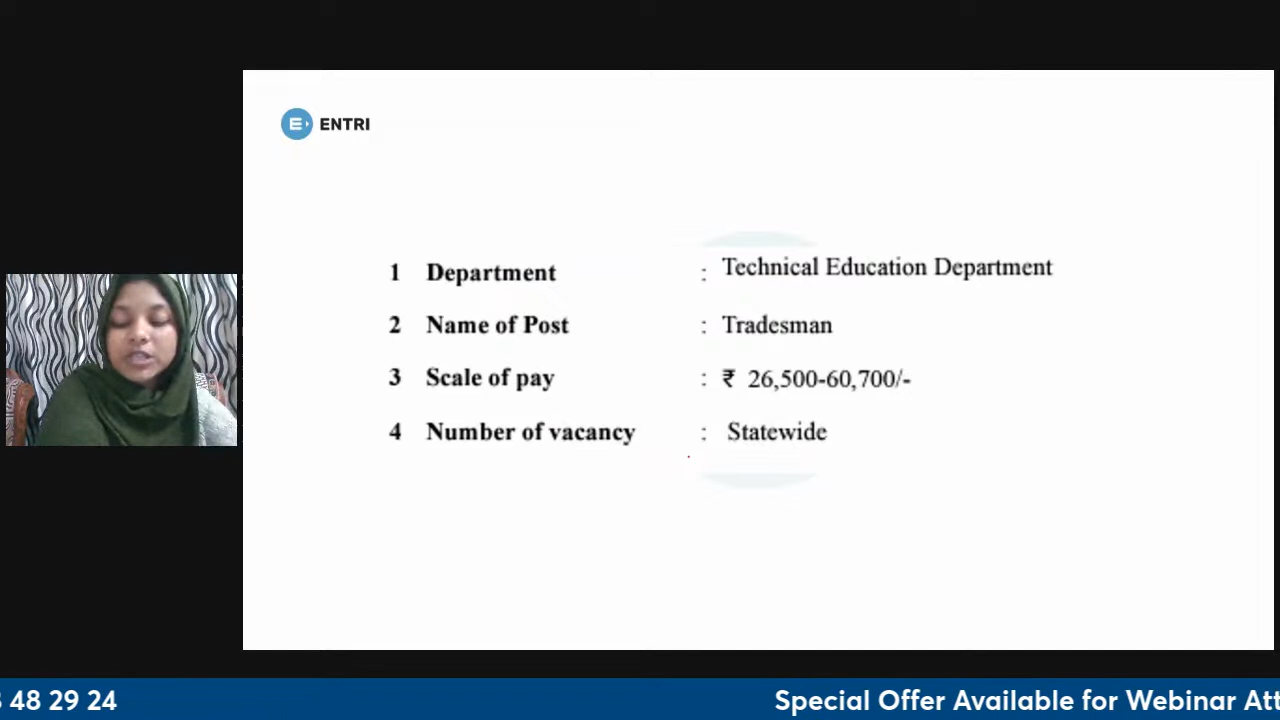 ENTRI
1 Department : Technical Education Department
2 Name of Post : Tradesman
3 Scale of pay : ₹ 26,500-60,700/-
4 Number of vacancy : Statewide
48 29 24 Special Offer Available for Webinar